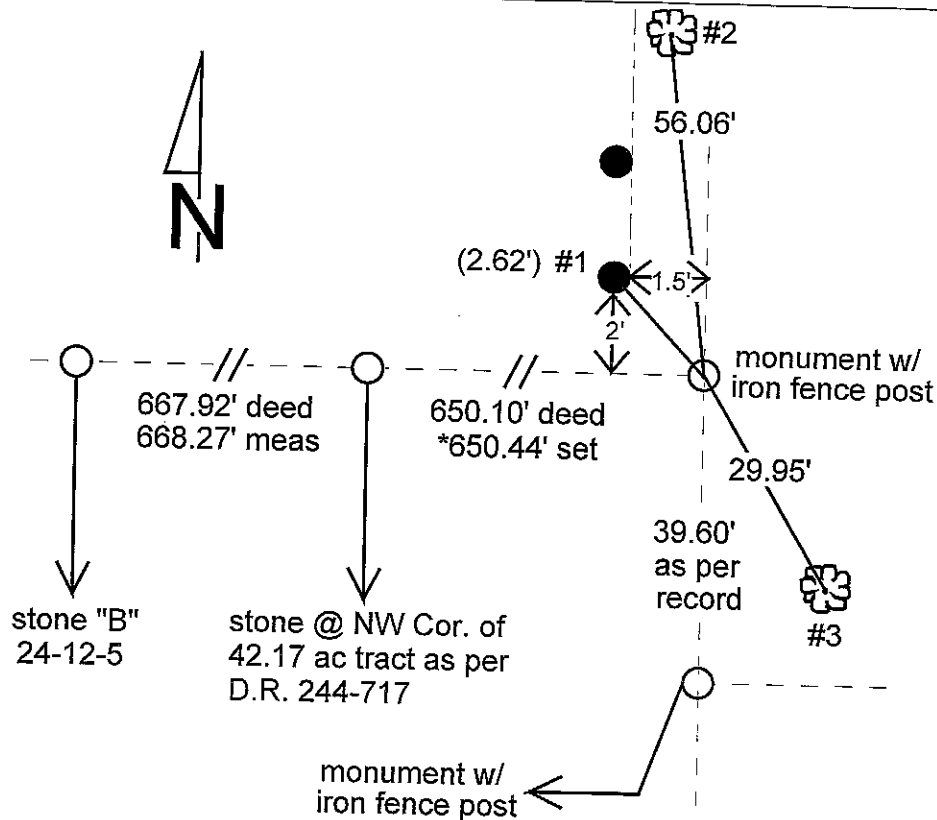 #2
56.06'
N
(2.62') #1
1.5'
2'
monument w/
iron fence post
667.92' deed
668.27' meas
650.10' deed
*650.44' set
29.95'
39.60'
as per
record
#3
stone "B"
24-12-5
stone @ NW Cor. of
42.17 ac tract as per
D.R. 244-717
monument w/
iron fence post